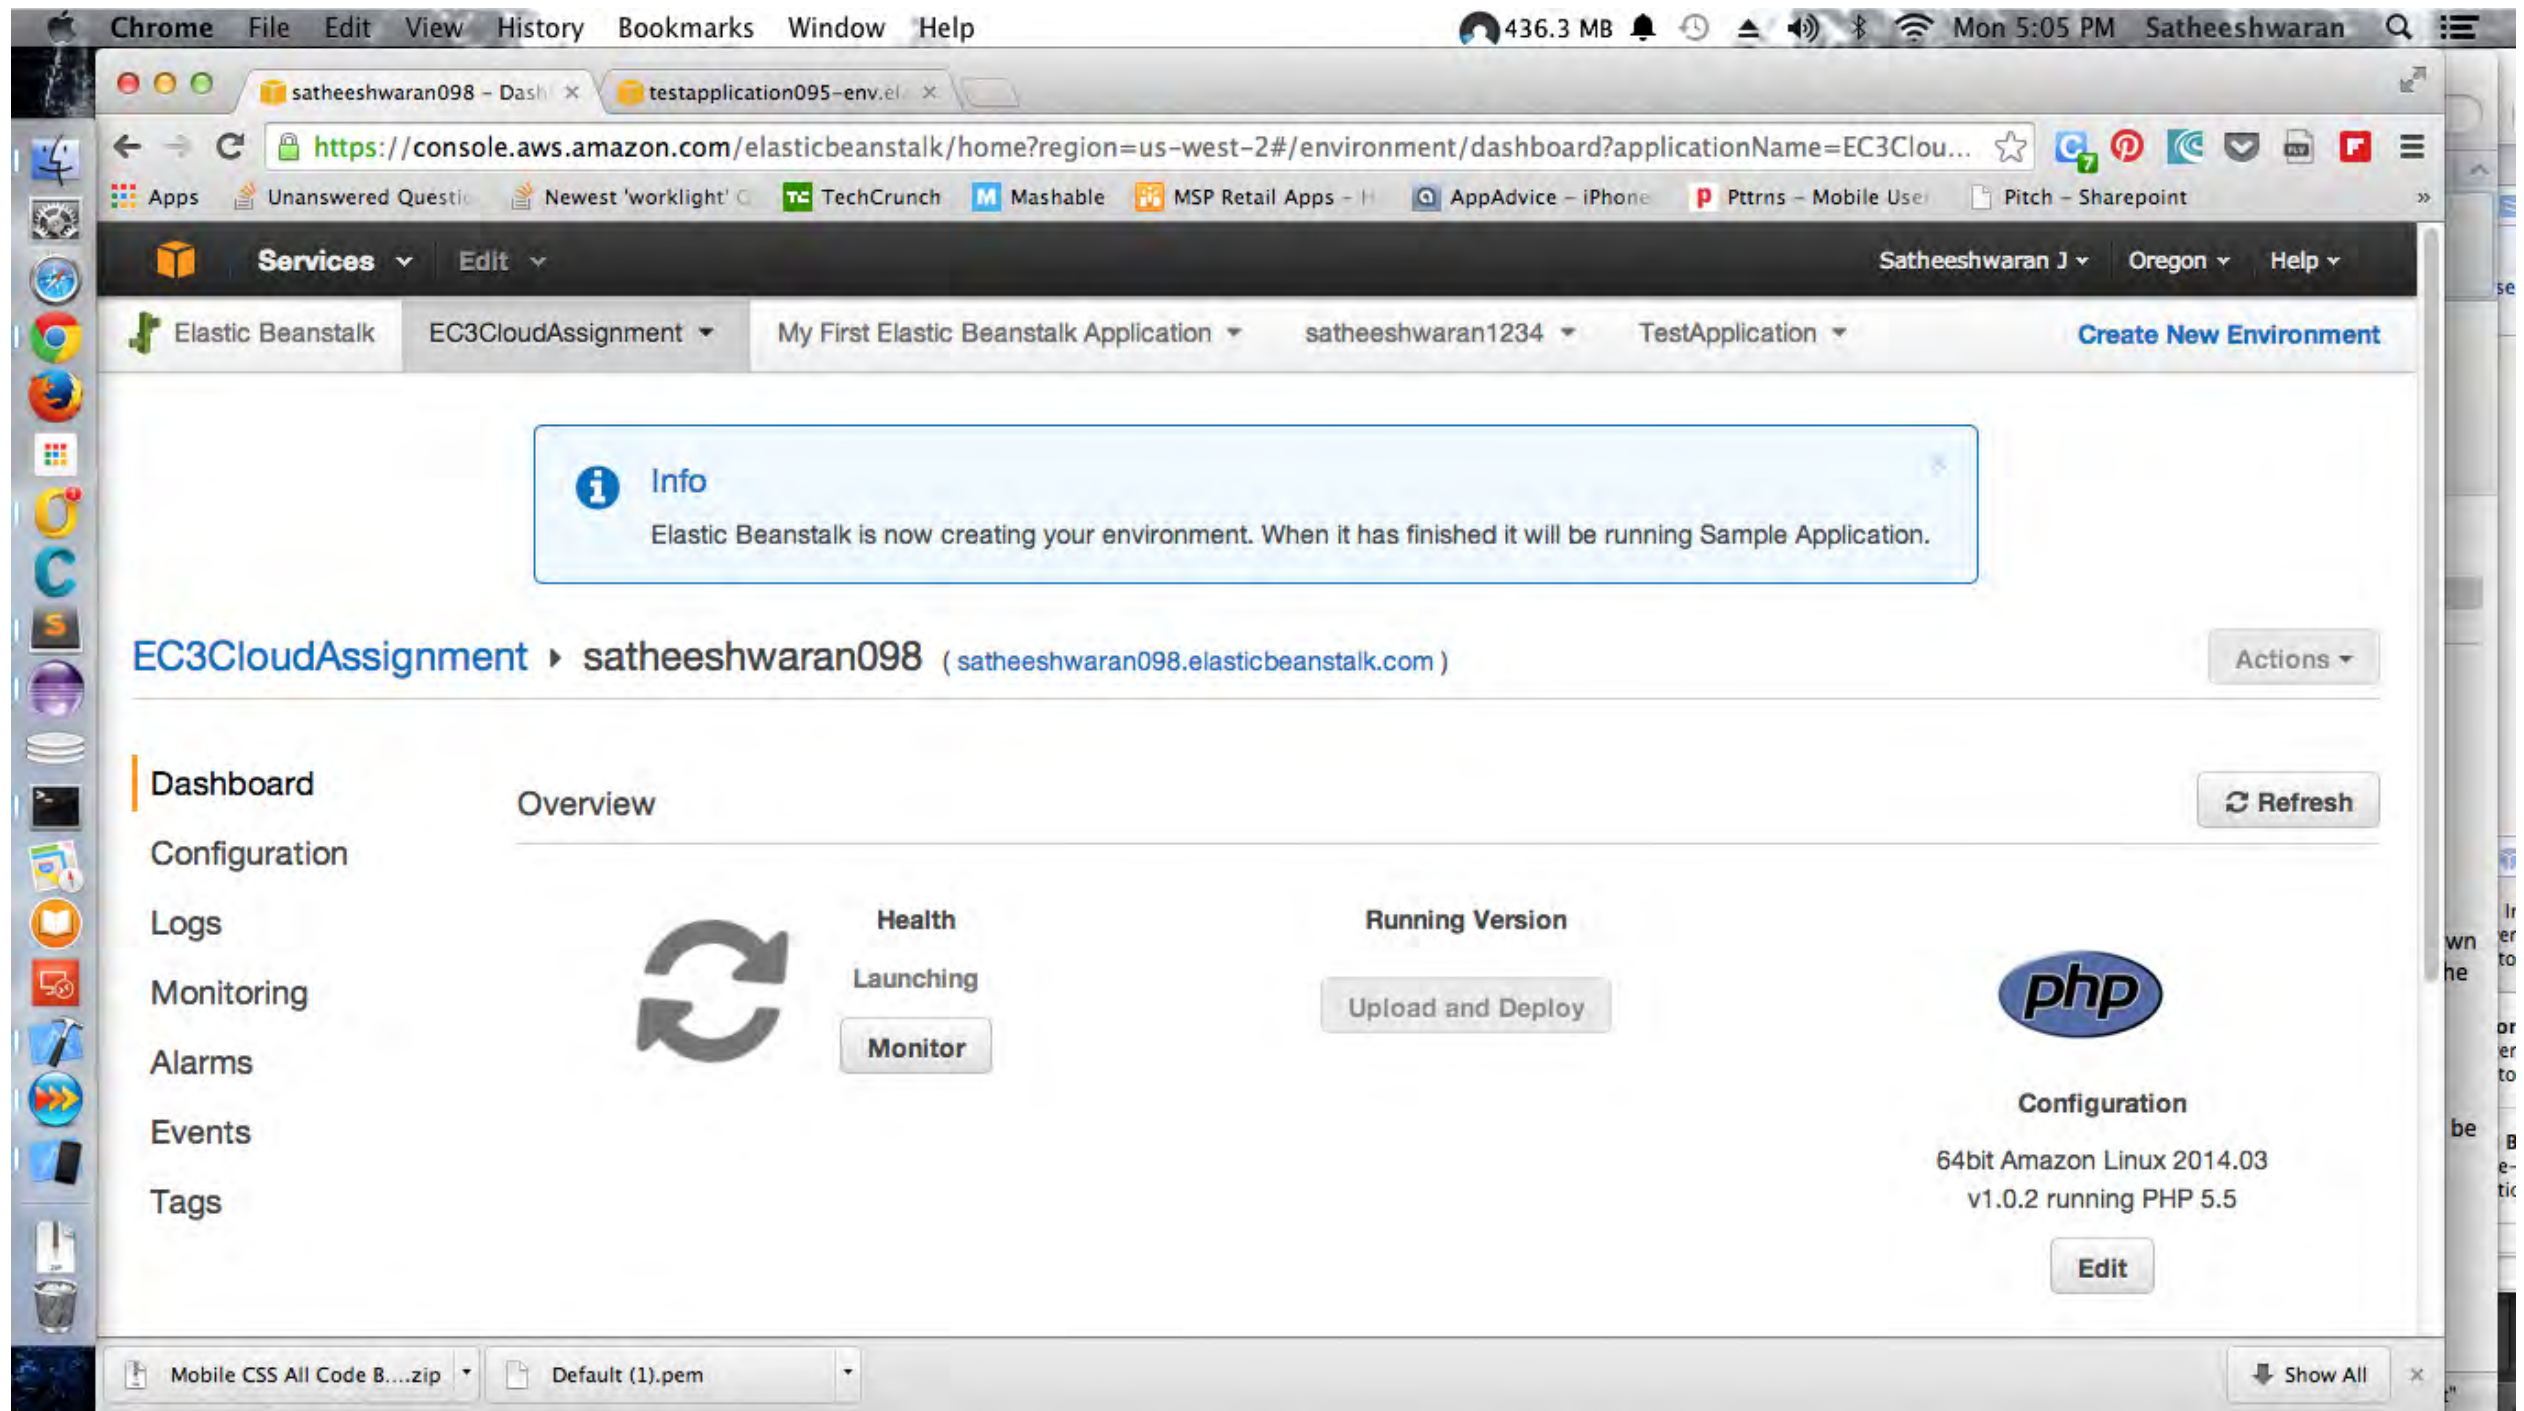 Chrome File Edit View History Bookmarks Window Help 436.3 MB Mon 5:05 PM Satheeshwaran
satheeshwaran098 – Dash testapplication095-env.el
https://console.aws.amazon.com/elasticbeanstalk/home?region=us-west-2#/environment/dashboard?applicationName=EC3Clou... 7
Apps Unanswered Questio Newest 'worklight' Q TC TechCrunch M Mashable MSP Retail Apps – H AppAdvice – iPhone Pttrns – Mobile User Pitch – Sharepoint »
Services Edit Satheeshwaran J Oregon Help
Elastic Beanstalk EC3CloudAssignment My First Elastic Beanstalk Application satheeshwaran1234 TestApplication Create New Environment
Info
Elastic Beanstalk is now creating your environment. When it has finished it will be running Sample Application.
EC3CloudAssignment ▸ satheeshwaran098 ( satheeshwaran098.elasticbeanstalk.com ) Actions
Dashboard
Configuration
Logs
Monitoring
Alarms
Events
Tags
Overview Refresh
Health
Launching
Monitor
Running Version
Upload and Deploy
php
Configuration
64bit Amazon Linux 2014.03
v1.0.2 running PHP 5.5
Edit
wn
he
be
Mobile CSS All Code B....zip Default (1).pem Show All